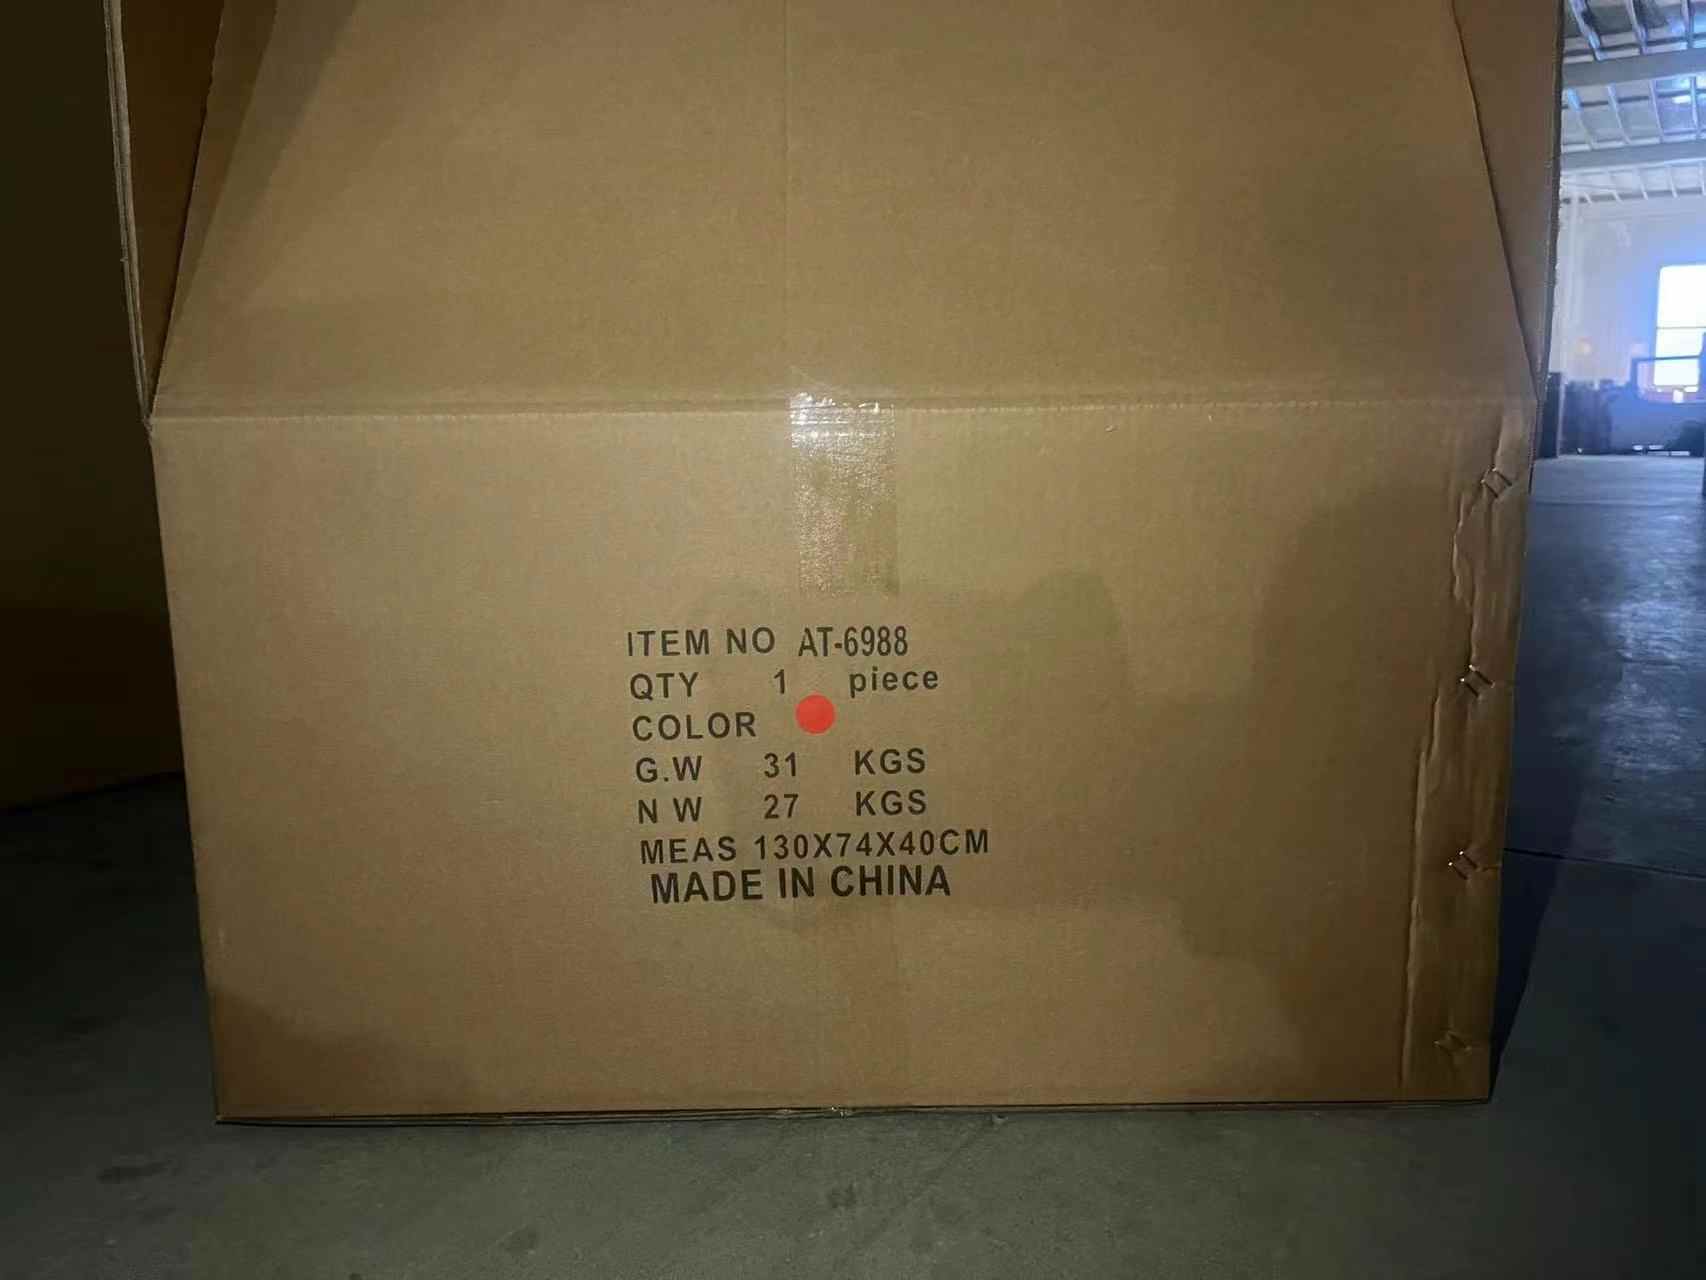 ITEM NO AT-6988
QTY 1 piece
COLOR
G.W 31 KGS
N W 27 KGS
MEAS 130X74X40CM
MADE IN CHINA